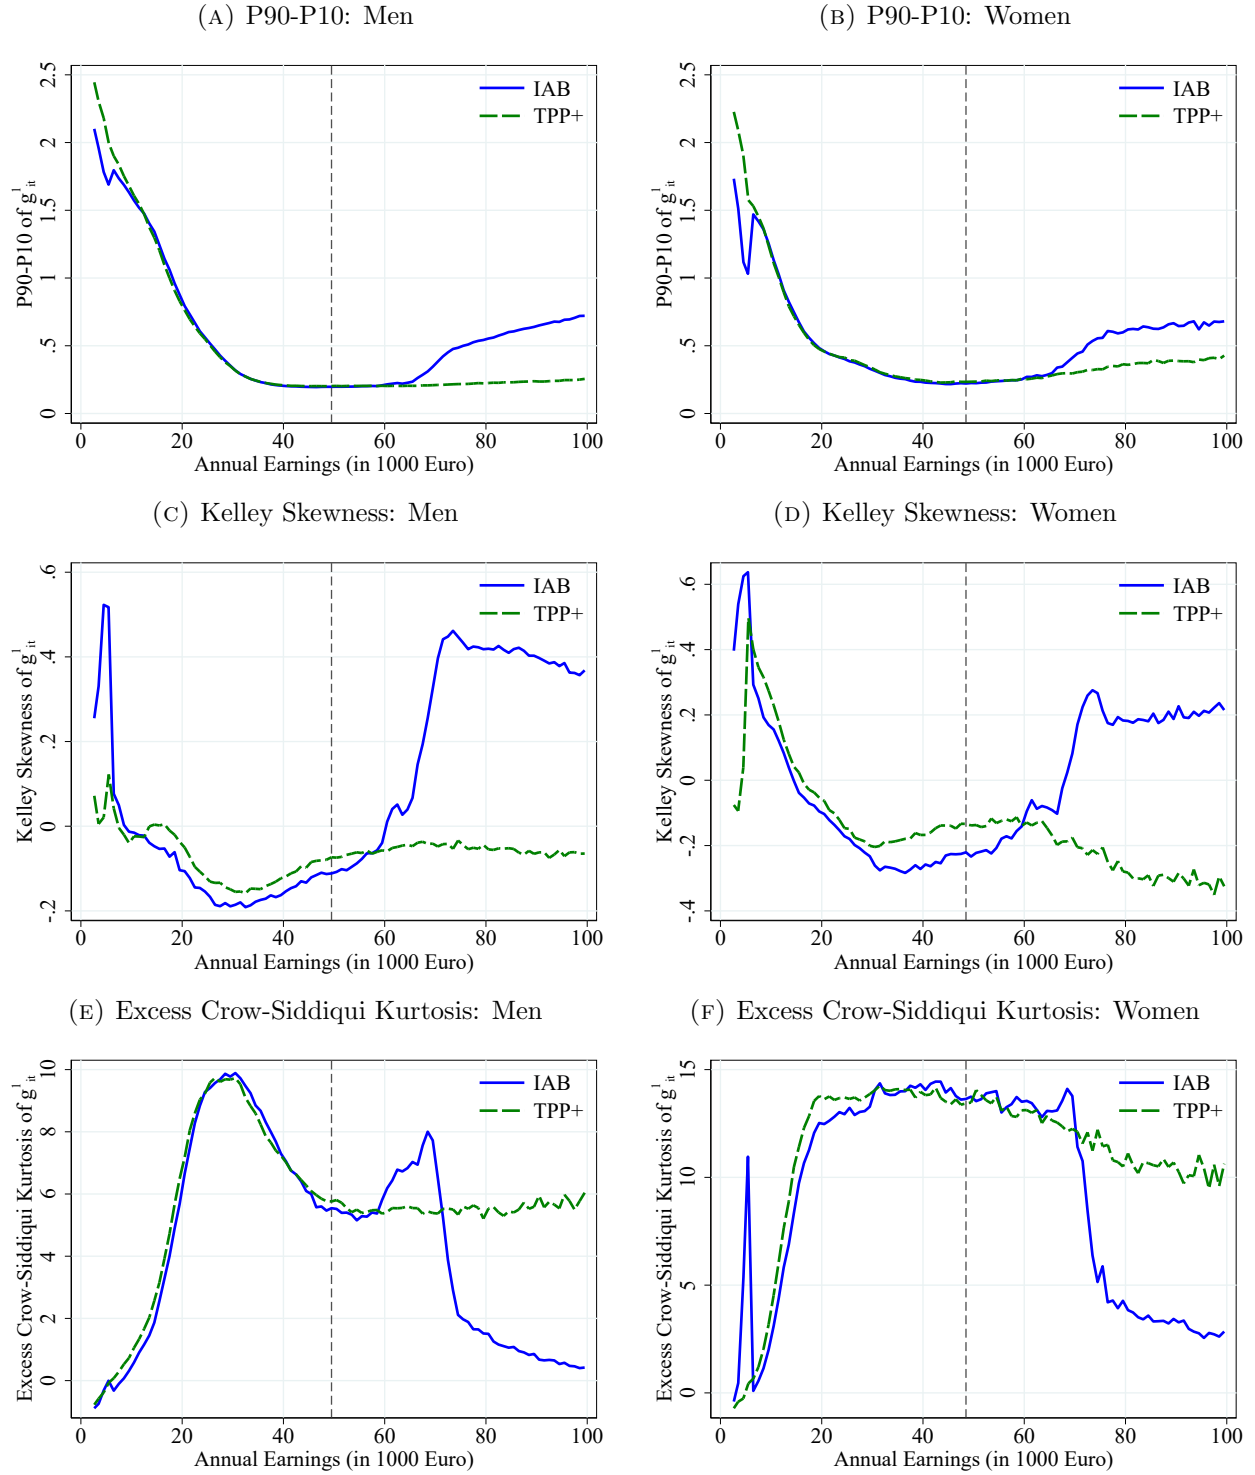 (A) P90-P10: Men
P90-P10 of g¹it
0 .5 1 1.5 2 2.5
IAB
TPP+
0 20 40 60 80 100
Annual Earnings (in 1000 Euro)
(B) P90-P10: Women
P90-P10 of g¹it
0 .5 1 1.5 2 2.5
IAB
TPP+
0 20 40 60 80 100
Annual Earnings (in 1000 Euro)
(C) Kelley Skewness: Men
Kelley Skewness of g¹it
-.2 0 .2 .4 .6
IAB
TPP+
0 20 40 60 80 100
Annual Earnings (in 1000 Euro)
(D) Kelley Skewness: Women
Kelley Skewness of g¹it
-.4 -.2 0 .2 .4 .6
IAB
TPP+
0 20 40 60 80 100
Annual Earnings (in 1000 Euro)
(E) Excess Crow-Siddiqui Kurtosis: Men
Excess Crow-Siddiqui Kurtosis of g¹it
0 2 4 6 8 10
IAB
TPP+
0 20 40 60 80 100
Annual Earnings (in 1000 Euro)
(F) Excess Crow-Siddiqui Kurtosis: Women
Excess Crow-Siddiqui Kurtosis of g¹it
0 5 10 15
IAB
TPP+
0 20 40 60 80 100
Annual Earnings (in 1000 Euro)